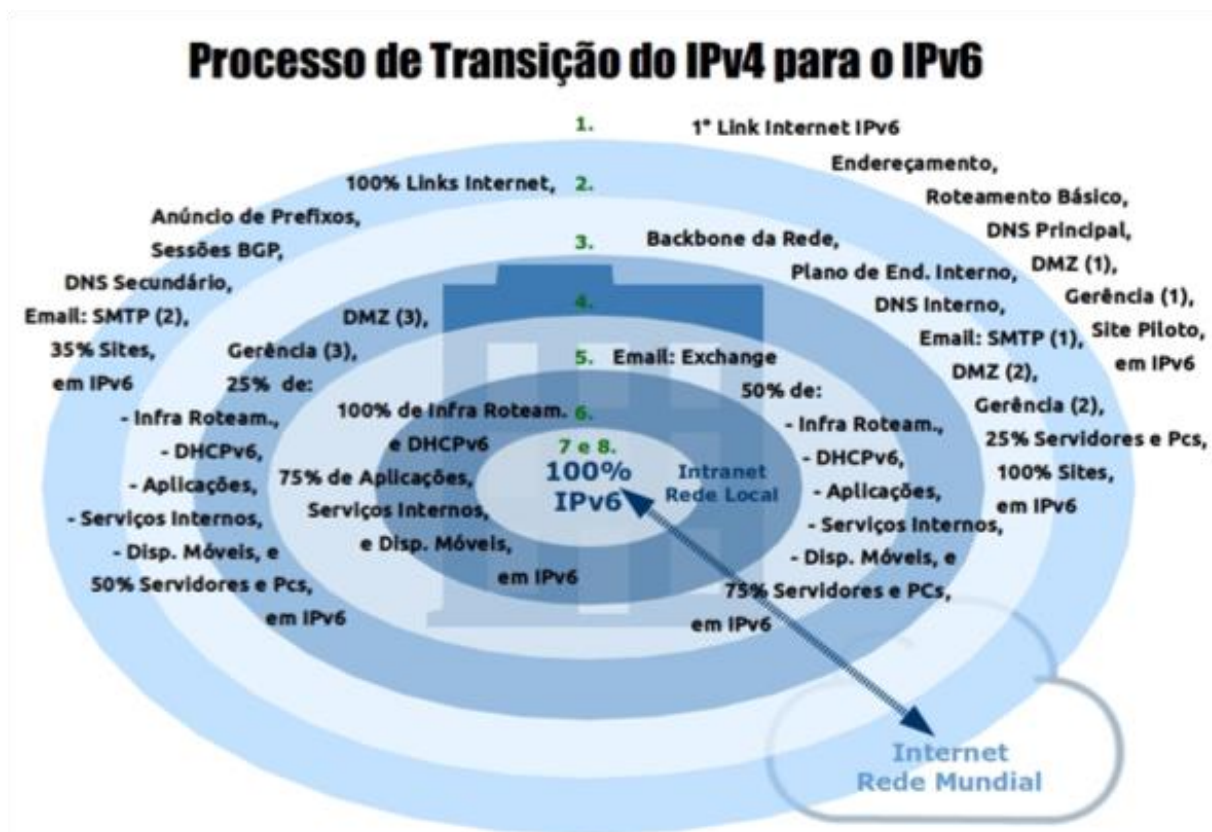 Processo de Transição do IPv4 para o IPv6
1.
1° Link Internet IPv6
Endereçamento,
Roteamento Básico,
DNS Principal,
DMZ (1),
Gerência (1),
Site Piloto,
em IPv6
2.
100% Links Internet,
Anúncio de Prefixos,
Sessões BGP,
DNS Secundário,
Email: SMTP (2),
35% Sites,
em IPv6
3.
Backbone da Rede,
Plano de End. Interno,
DNS Interno,
Email: SMTP (1),
DMZ (2),
Gerência (2),
25% Servidores e Pcs,
100% Sites,
em IPv6
4.
DMZ (3),
Gerência (3),
25% de:
- Infra Roteam.,
- DHCPv6,
- Aplicações,
- Serviços Internos,
- Disp. Móveis, e
50% Servidores e Pcs,
em IPv6
5.
Email: Exchange
50% de:
- Infra Roteam.,
- DHCPv6,
- Aplicações,
- Serviços Internos,
- Disp. Móveis, e
75% Servidores e PCs,
em IPv6
6.
100% de Infra Roteam.
e DHCPv6
75% de Aplicações,
Serviços Internos,
e Disp. Móveis,
em IPv6
7 e 8.
100%
IPv6
Intranet
Rede Local
Internet
Rede Mundial